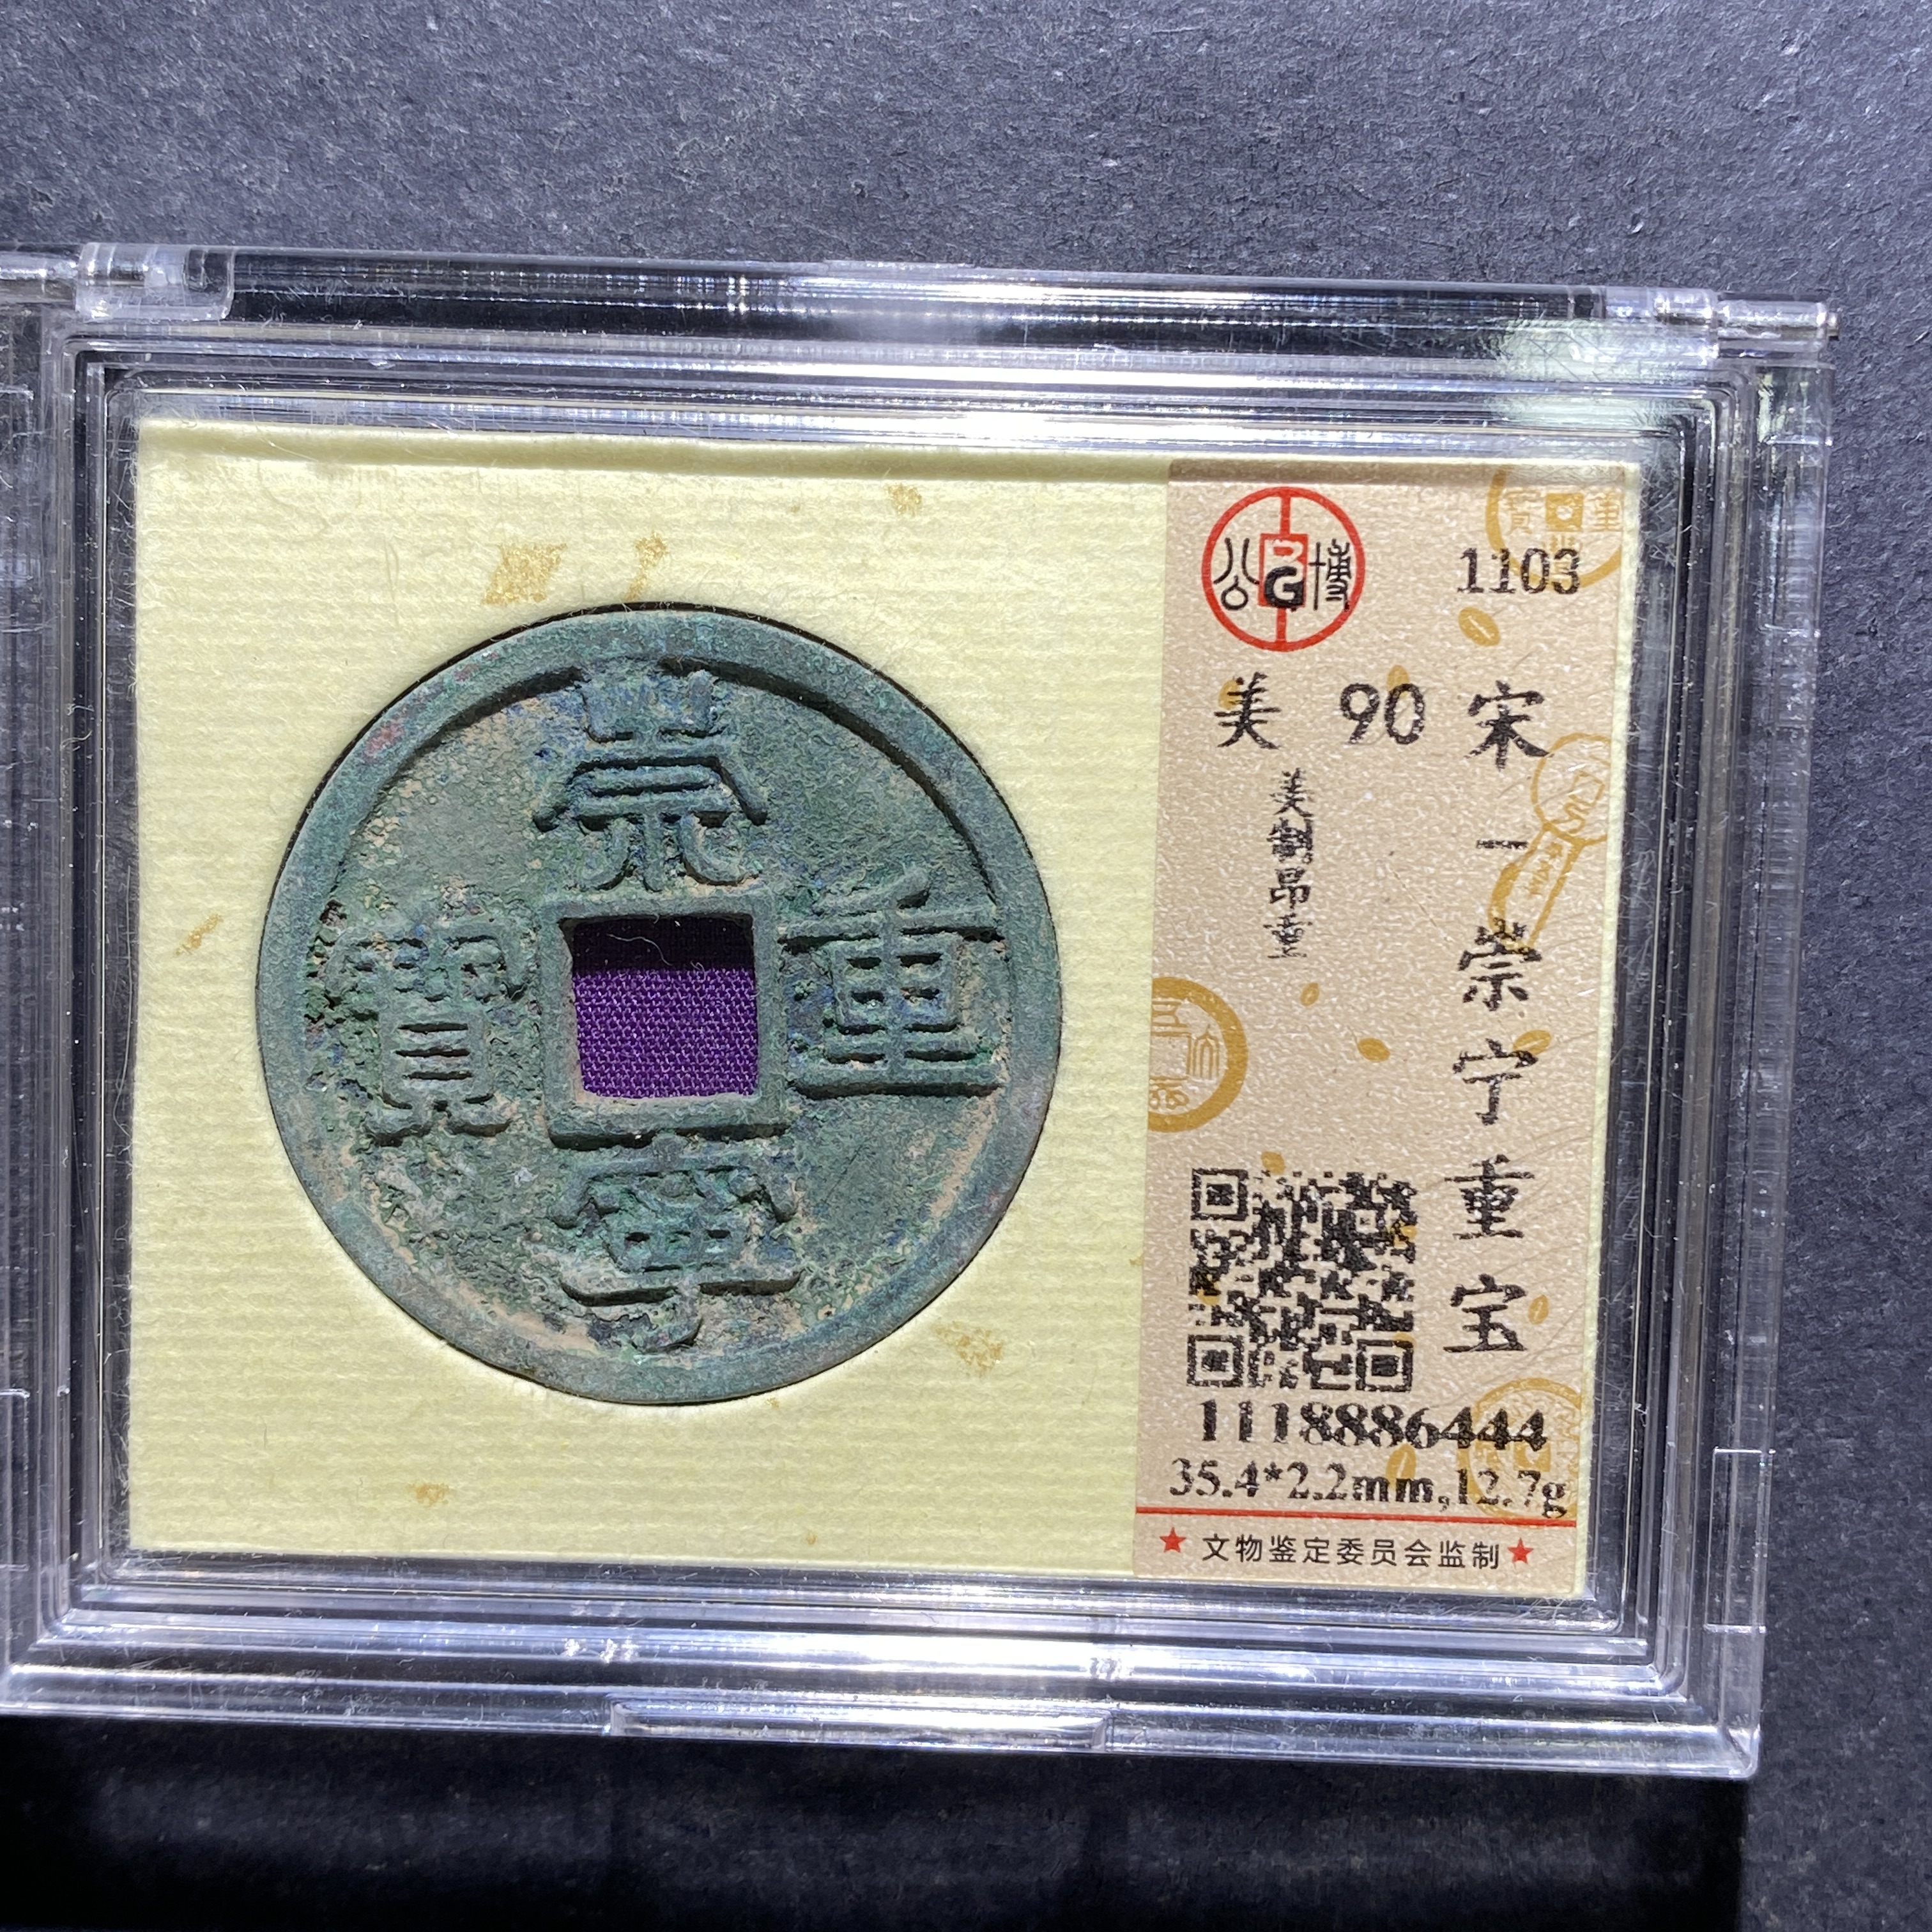 崇寧重寶
公博
1103
美 90
美制昂重
宋—崇宁重宝
1118886444
35.4*2.2mm,12.7g
★ 文物鉴定委员会监制 ★